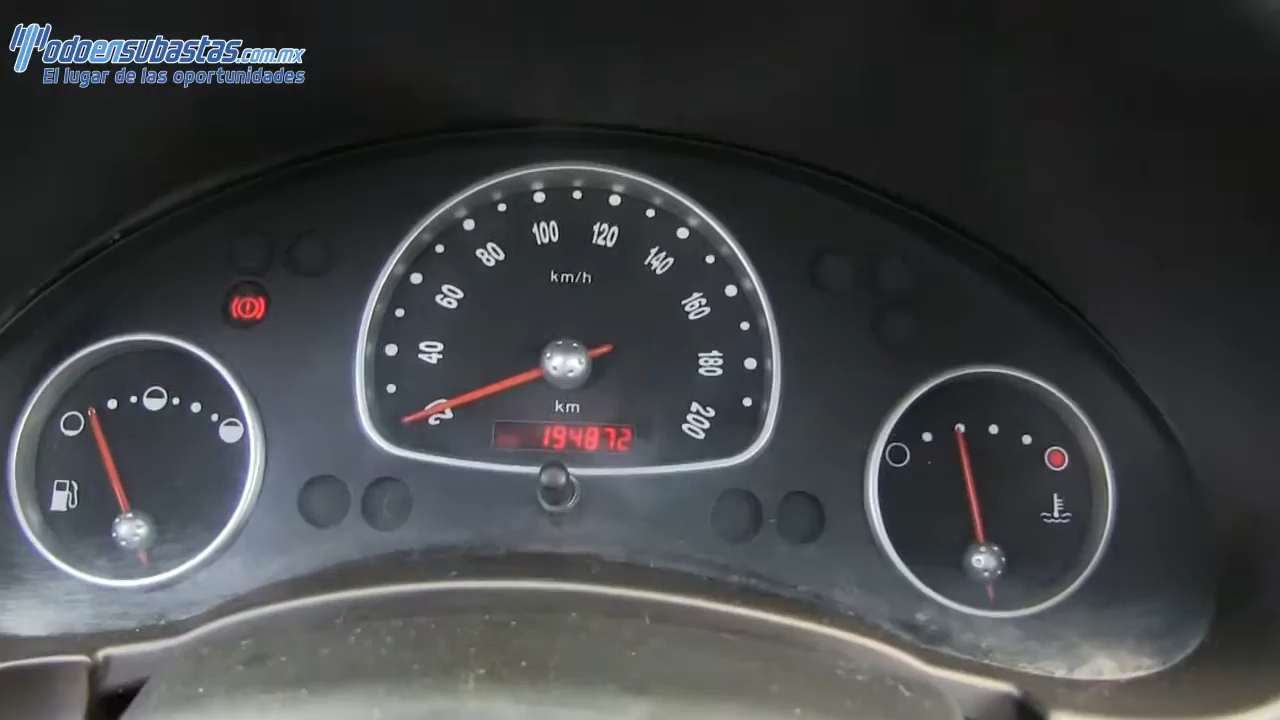 Todoensubastas.com.mx
El lugar de las oportunidades
20
40
60
80
100
120
140
160
180
200
km/h
km
194872